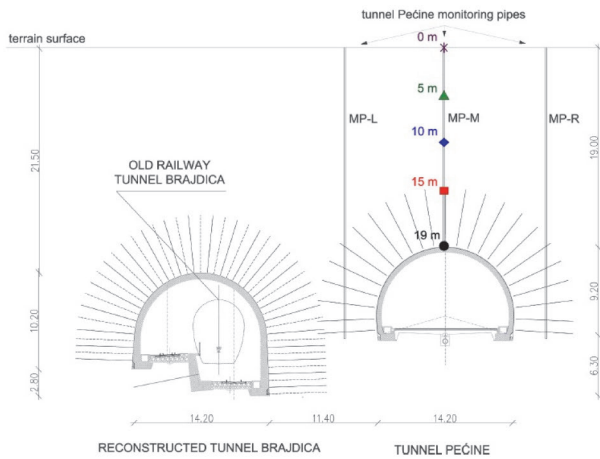 tunnel Pećine monitoring pipes
terrain surface
0 m
5 m
MP-L
MP-M
MP-R
10 m
15 m
19 m
OLD RAILWAY
TUNNEL BRAJDICA
21.50
19.00
10.20
9.20
2.80
6.30
14.20
11.40
14.20
RECONSTRUCTED TUNNEL BRAJDICA
TUNNEL PEĆINE